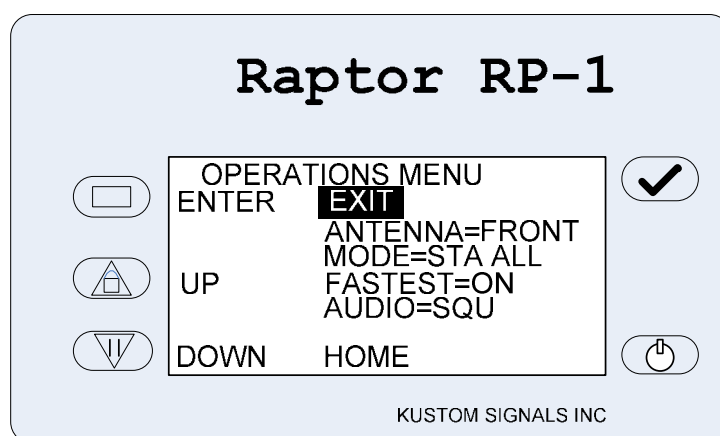 Raptor RP-1
OPERATIONS MENU
ENTER EXIT
ANTENNA=FRONT
MODE=STA ALL
UP FASTEST=ON
AUDIO=SQU
DOWN HOME
KUSTOM SIGNALS INC